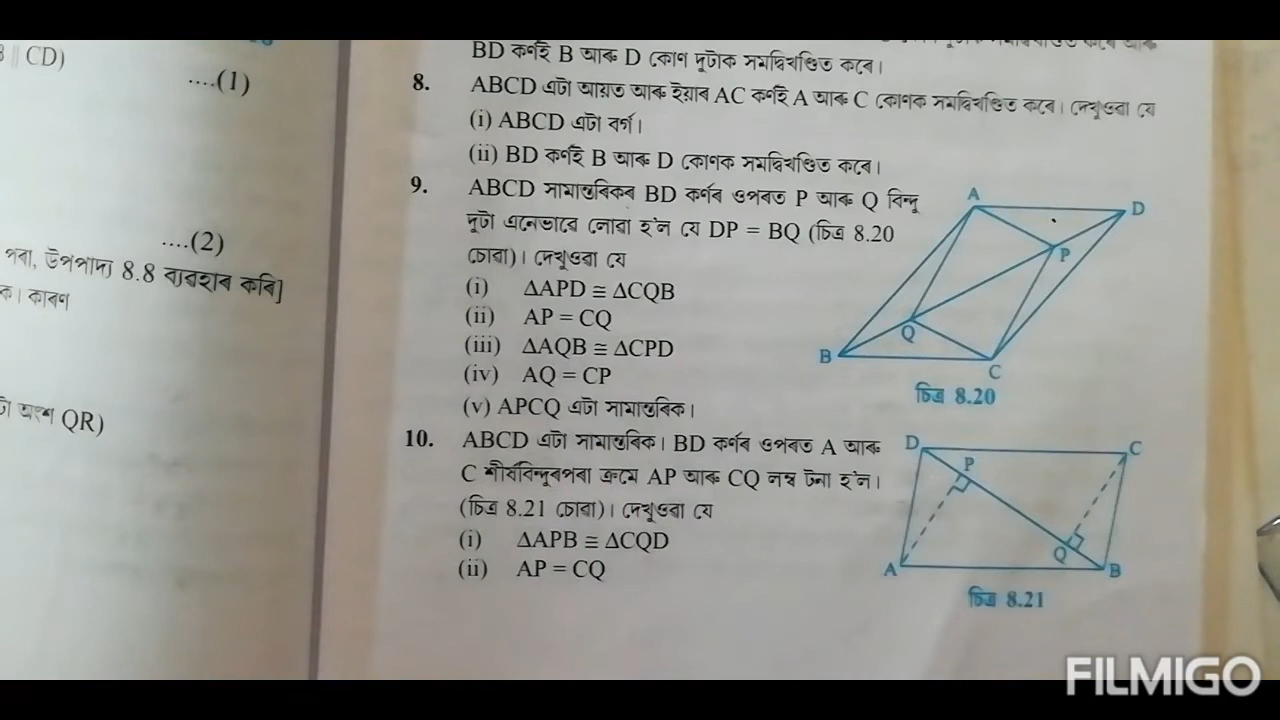 || CD)
....(1)
....(2)
পৰা, উপপাদ্য 8.8 ব্যৱহাৰ কৰি]
ক। কাৰণ
অংশ QR)
BD কৰ্ণই B আৰু D কোণ দুটাক সমদ্বিখণ্ডিত কৰে।
8. ABCD এটা আয়ত আৰু ইয়াৰ AC কৰ্ণই A আৰু C কোণক সমদ্বিখণ্ডিত কৰে। দেখুওৱা যে
(i) ABCD এটা বৰ্গ।
(ii) BD কৰ্ণই B আৰু D কোণক সমদ্বিখণ্ডিত কৰে।
9. ABCD সামান্তৰিকৰ BD কৰ্ণৰ ওপৰত P আৰু Q বিন্দু
দুটা এনেভাবে লোৱা হ'ল যে DP = BQ (চিত্ৰ 8.20
চোৱা)। দেখুওৱা যে
(i) ΔAPD ≅ ΔCQB
(ii) AP = CQ
(iii) ΔAQB ≅ ΔCPD
(iv) AQ = CP
(v) APCQ এটা সামান্তৰিক।
A
D
P
Q
B
C
চিত্ৰ 8.20
10. ABCD এটা সামান্তৰিক। BD কৰ্ণৰ ওপৰত A আৰু
C শীৰ্ষবিন্দুৰপৰা ক্ৰমে AP আৰু CQ লম্ব টনা হ'ল।
(চিত্ৰ 8.21 চোৱা)। দেখুওৱা যে
(i) ΔAPB ≅ ΔCQD
(ii) AP = CQ
D
C
P
Q
A
B
চিত্ৰ 8.21
FILMIGO